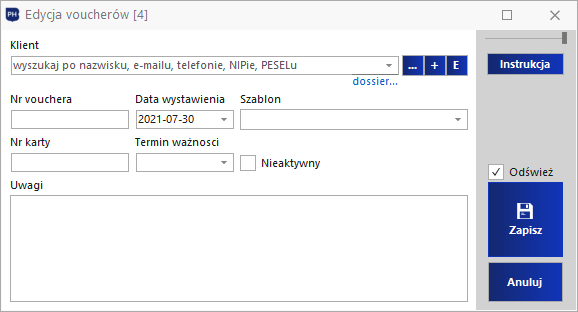 PH Edycja voucherów [4]
Klient
wyszukaj po nazwisku, e-mailu, telefonie, NIPie, PESELu ... + E
dossier...
Nr vouchera Data wystawienia Szablon
2021-07-30
Nr karty Termin ważnosci
Nieaktywny
Uwagi
Instrukcja
Odśwież
Zapisz
Anuluj